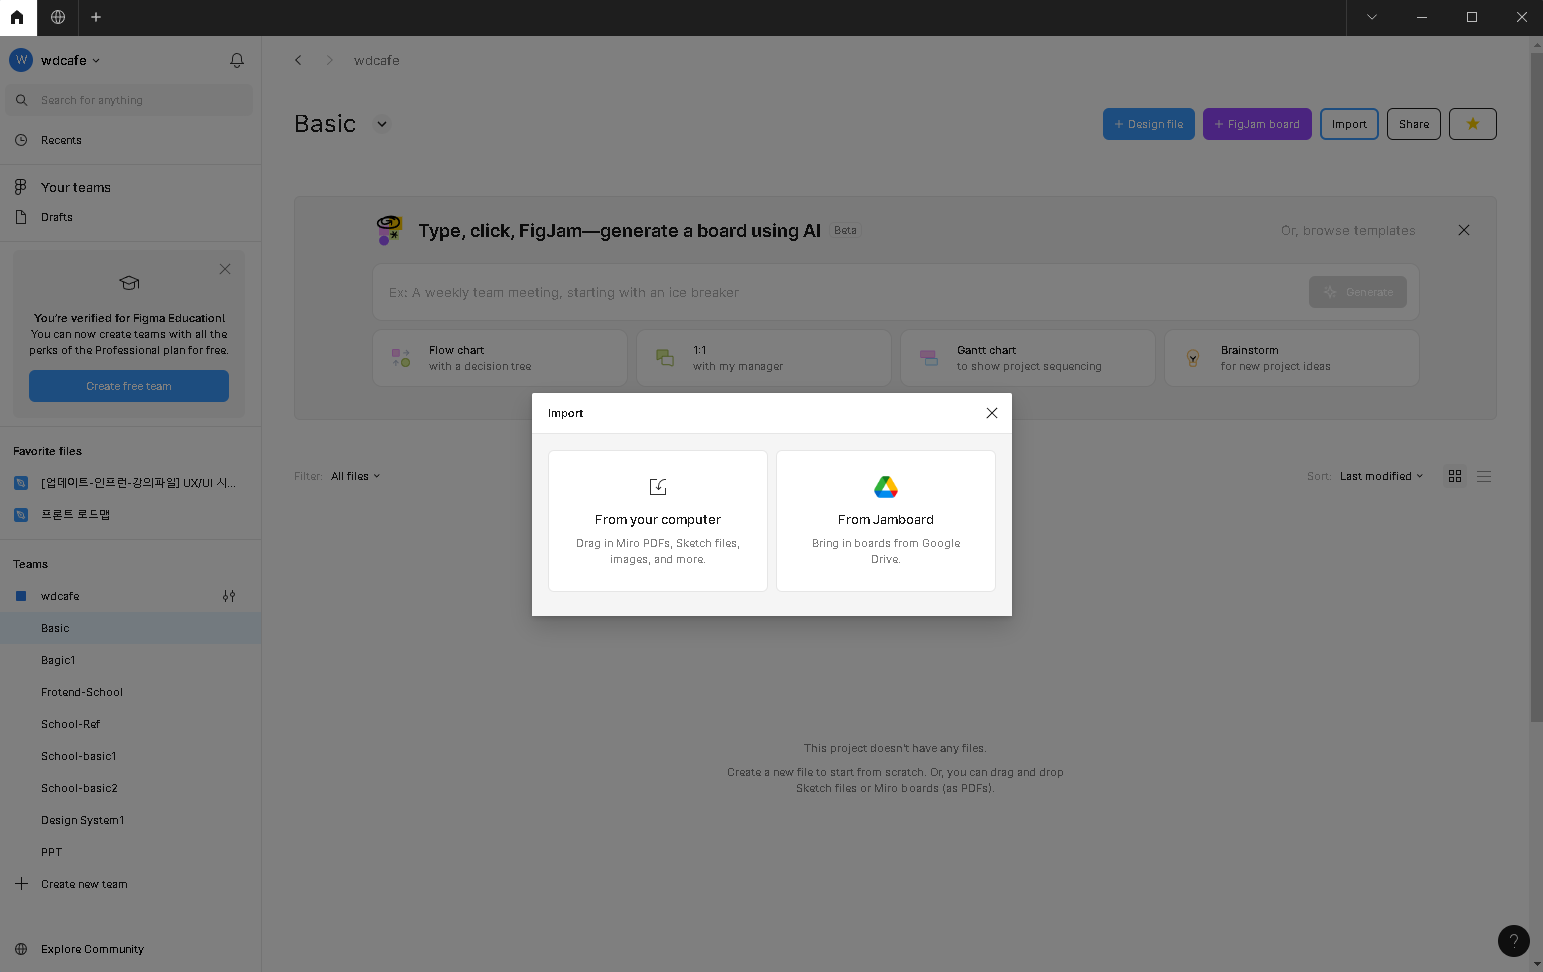 W wdcafe
Search for anything
Recents
Your teams
Drafts
You're verified for Figma Education!
You can now create teams with all the
perks of the Professional plan for free.
Create free team
Favorite files
[업데이트-인프런-강의파일] UX/UI 시...
프론트 로드맵
Teams
wdcafe
Basic
Bagic1
Frotend-School
School-Ref
School-basic1
School-basic2
Design System1
PPT
Create new team
Explore Community
wdcafe
Basic
+ Design file
+ FigJam board
Import
Share
Type, click, FigJam—generate a board using AI Beta
Or, browse templates
Ex: A weekly team meeting, starting with an ice breaker
Generate
Flow chart
with a decision tree
1:1
with my manager
Gantt chart
to show project sequencing
Brainstorm
for new project ideas
Filter: All files
Sort: Last modified
Import
From your computer
Drag in Miro PDFs, Sketch files,
images, and more.
From Jamboard
Bring in boards from Google
Drive.
This project doesn't have any files.
Create a new file to start from scratch. Or, you can drag and drop
Sketch files or Miro boards (as PDFs).
?